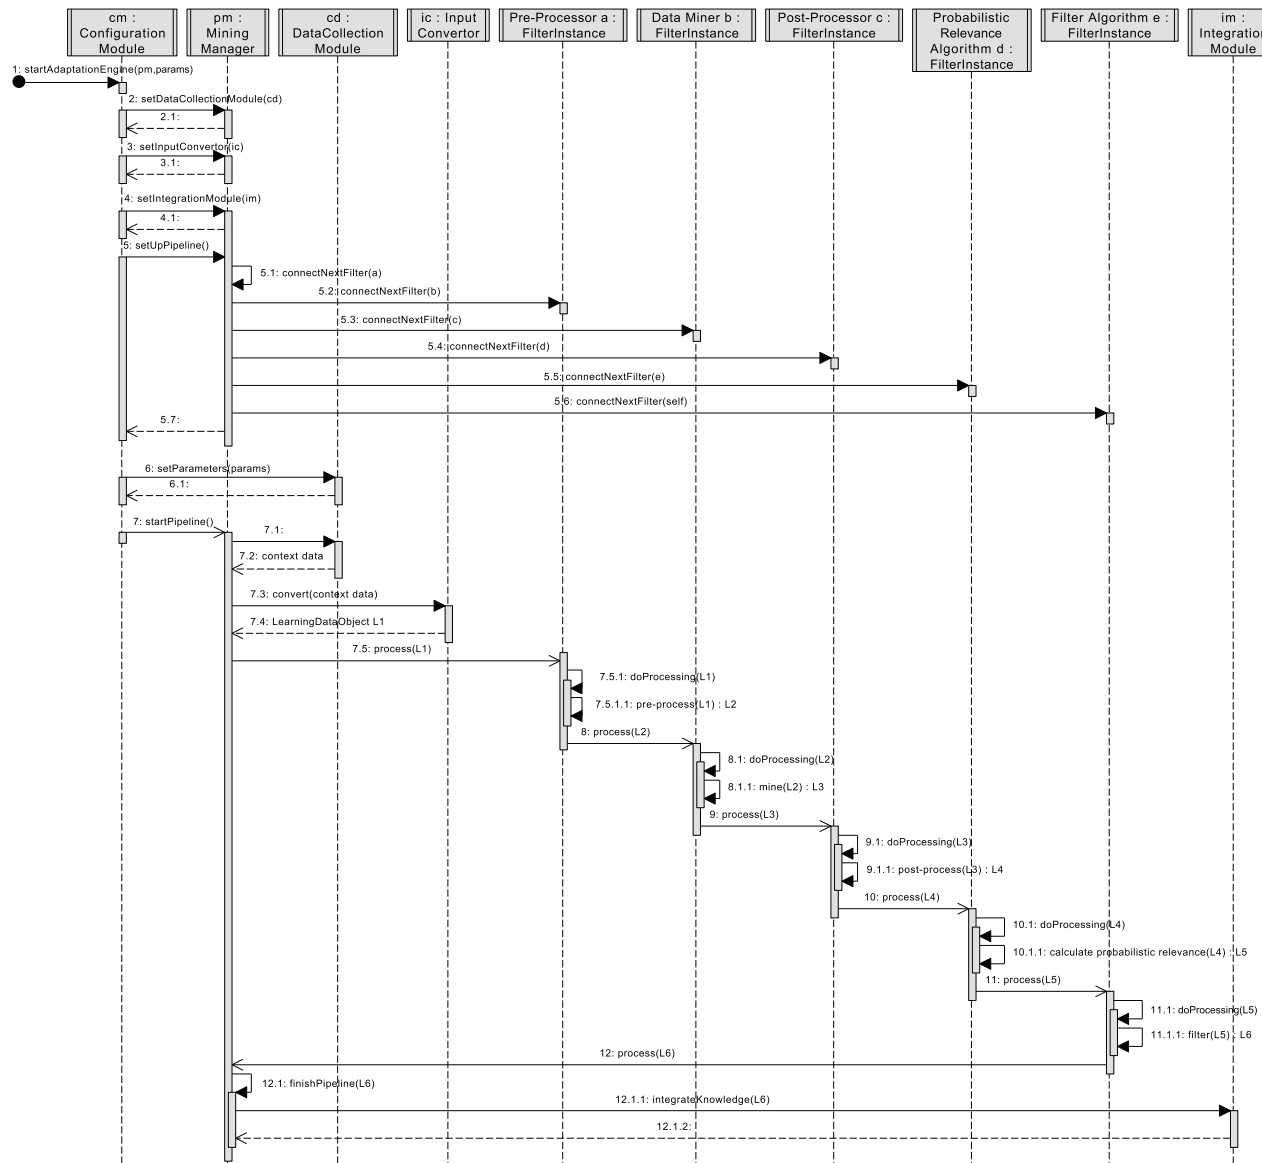 cm :
Configuration
Module
pm :
Mining
Manager
cd :
DataCollection
Module
ic : Input
Convertor
Pre-Processor a :
FilterInstance
Data Miner b :
FilterInstance
Post-Processor c :
FilterInstance
Probabilistic
Relevance
Algorithm d :
FilterInstance
Filter Algorithm e :
FilterInstance
im :
Integration
Module
1: startAdaptationEngine(pm,params)
2: setDataCollectionModule(cd)
2.1:
3: setInputConvertor(ic)
3.1:
4: setIntegrationModule(im)
4.1:
5: setUpPipeline()
5.1: connectNextFilter(a)
5.2: connectNextFilter(b)
5.3: connectNextFilter(c)
5.4: connectNextFilter(d)
5.5: connectNextFilter(e)
5.6: connectNextFilter(self)
5.7:
6: setParameters(params)
6.1:
7: startPipeline()
7.1:
7.2: context data
7.3: convert(context data)
7.4: LearningDataObject L1
7.5: process(L1)
7.5.1: doProcessing(L1)
7.5.1.1: pre-process(L1) : L2
8: process(L2)
8.1: doProcessing(L2)
8.1.1: mine(L2) : L3
9: process(L3)
9.1: doProcessing(L3)
9.1.1: post-process(L3) : L4
10: process(L4)
10.1: doProcessing(L4)
10.1.1: calculate probabilistic relevance(L4) : L5
11: process(L5)
11.1: doProcessing(L5)
11.1.1: filter(L5) : L6
12: process(L6)
12.1: finishPipeline(L6)
12.1.1: integrateKnowledge(L6)
12.1.2: